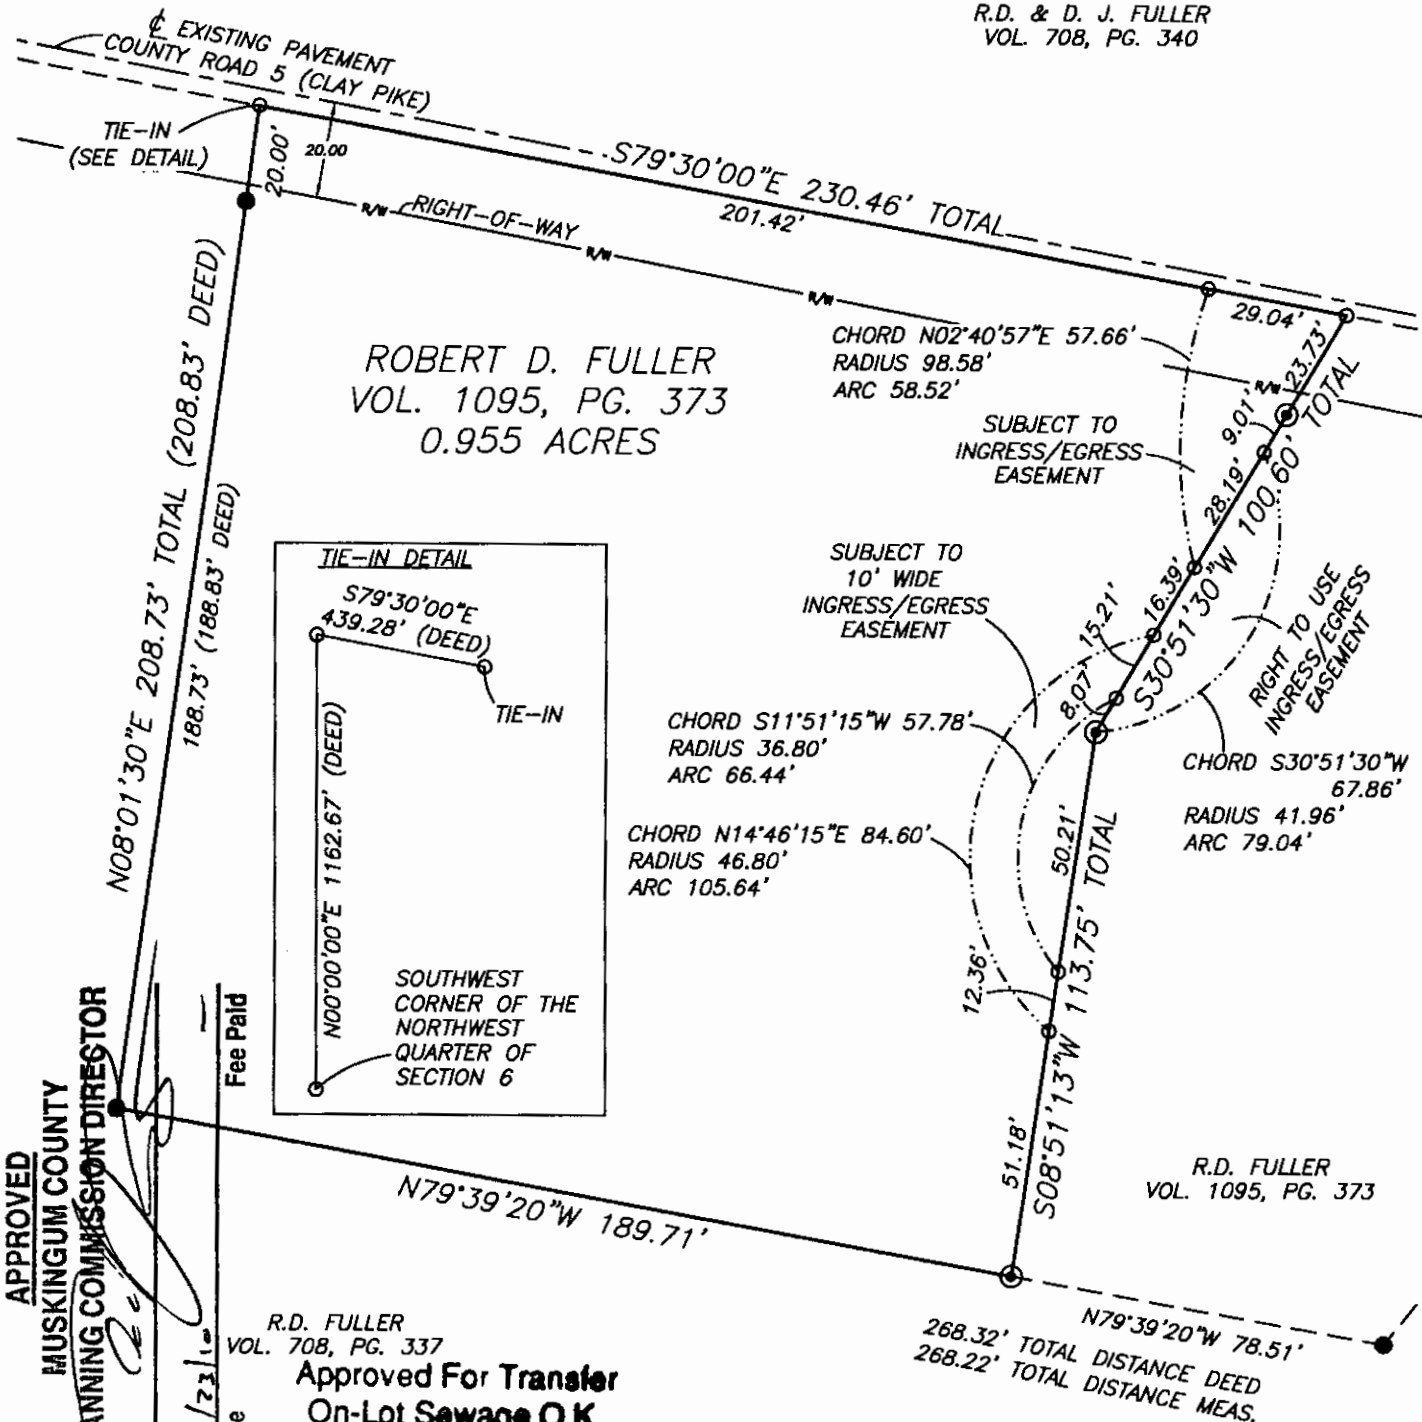 R.D. & D. J. FULLER
VOL. 708, PG. 340
℄ EXISTING PAVEMENT
COUNTY ROAD 5 (CLAY PIKE)
TIE-IN
(SEE DETAIL)
20.00'
20.00
S79°30'00"E 230.46' TOTAL
201.42'
29.04'
R/W
RIGHT-OF-WAY
R/W
R/W
R/W
23.73'
ROBERT D. FULLER
VOL. 1095, PG. 373
0.955 ACRES
CHORD N02°40'57"E 57.66'
RADIUS 98.58'
ARC 58.52'
SUBJECT TO
INGRESS/EGRESS
EASEMENT
9.01'
28.19'
S30°51'30"W 100.60' TOTAL
16.39'
15.21'
8.07'
N08°01'30"E 208.73' TOTAL (208.83' DEED)
188.73' (188.83' DEED)
TIE-IN DETAIL
S79°30'00"E
439.28' (DEED)
TIE-IN
N00°00'00"E 1162.67' (DEED)
SOUTHWEST
CORNER OF THE
NORTHWEST
QUARTER OF
SECTION 6
SUBJECT TO
10' WIDE
INGRESS/EGRESS
EASEMENT
RIGHT TO USE
INGRESS/EGRESS
EASEMENT
CHORD S11°51'15"W 57.78'
RADIUS 36.80'
ARC 66.44'
CHORD S30°51'30"W
67.86'
RADIUS 41.96'
ARC 79.04'
CHORD N14°46'15"E 84.60'
RADIUS 46.80'
ARC 105.64'
50.21'
12.36'
51.18'
S08°51'13"W 113.75' TOTAL
N79°39'20"W 189.71'
R.D. FULLER
VOL. 1095, PG. 373
N79°39'20"W 78.51'
268.32' TOTAL DISTANCE DEED
268.22' TOTAL DISTANCE MEAS.
APPROVED
MUSKINGUM COUNTY
ANNING COMMISSION DIRECTOR
Fee Paid
/23/10
R.D. FULLER
VOL. 708, PG. 337
Approved For Transfer
On-Lot Sewage O.K.